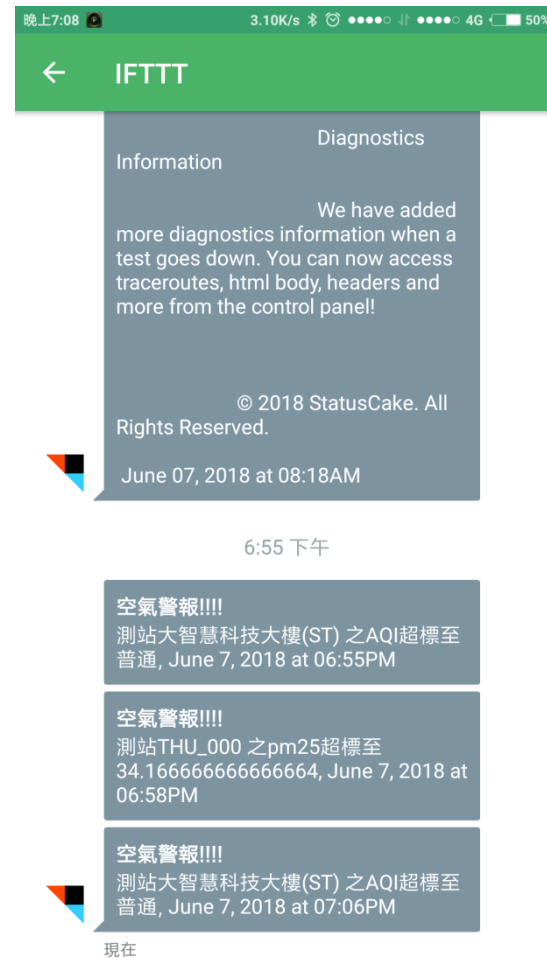 晚上7:08 3.10K/s 4G 50%
IFTTT
Diagnostics
Information
We have added
more diagnostics information when a
test goes down. You can now access
traceroutes, html body, headers and
more from the control panel!
© 2018 StatusCake. All
Rights Reserved.
June 07, 2018 at 08:18AM
6:55 下午
空氣警報!!!!
測站大智慧科技大樓(ST) 之AQI超標至
普通, June 7, 2018 at 06:55PM
空氣警報!!!!
測站THU_000 之pm25超標至
34.166666666666664, June 7, 2018 at
06:58PM
空氣警報!!!!
測站大智慧科技大樓(ST) 之AQI超標至
普通, June 7, 2018 at 07:06PM
現在